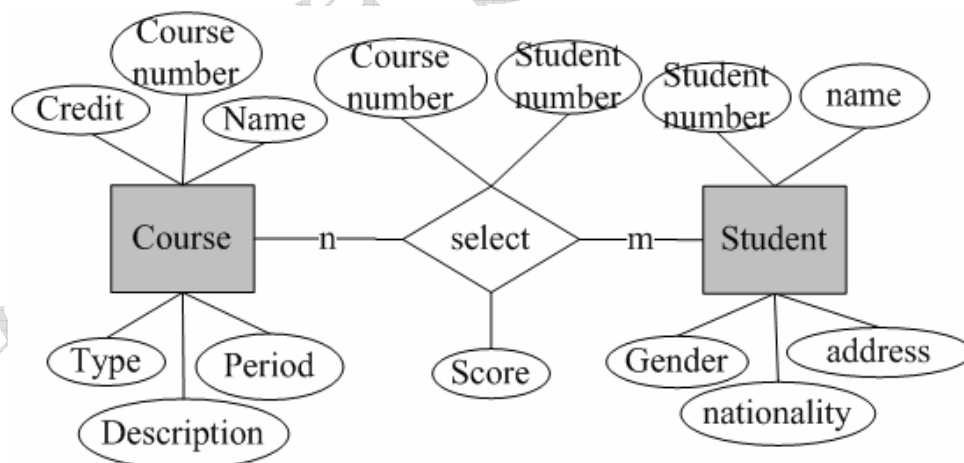 Course
number
Credit
Name
Course
number
Student
number
Student
number
name
Course
n
select
m
Student
Type
Period
Description
Score
Gender
address
nationality